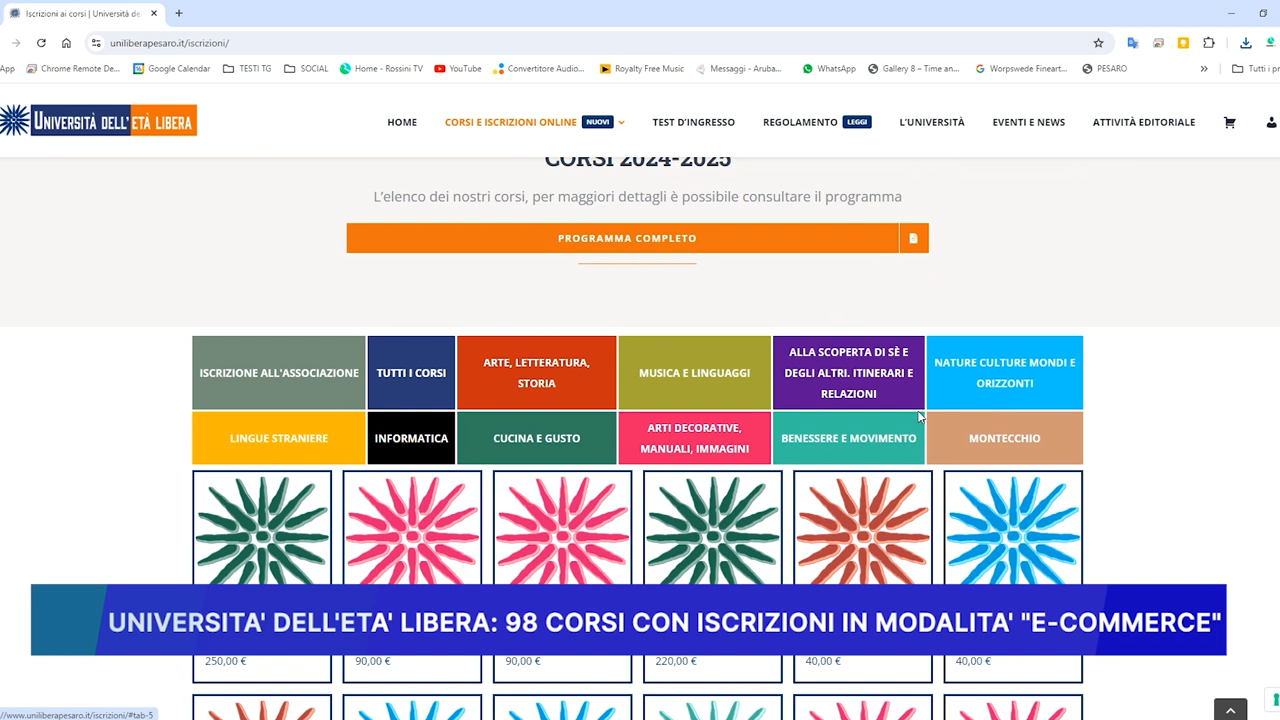 Iscrizioni ai corsi | Università de
uniliberapesaro.it/iscrizioni/
App
Chrome Remote De...
Google Calendar
TESTI TG
SOCIAL
Home - Rossini TV
YouTube
Convertitore Audio...
Royalty Free Music
Messaggi - Aruba...
WhatsApp
Gallery 8 – Time an...
Worpswede Fineart...
PESARO
»
Tutti i pr
UNIVERSITÀ DELL'ETÀ LIBERA
HOME
CORSI E ISCRIZIONI ONLINE NUOVI
TEST D'INGRESSO
REGOLAMENTO LEGGI
L'UNIVERSITÀ
EVENTI E NEWS
ATTIVITÀ EDITORIALE
CORSI 2024-2025
L'elenco dei nostri corsi, per maggiori dettagli è possibile consultare il programma
PROGRAMMA COMPLETO
ISCRIZIONE ALL'ASSOCIAZIONE
TUTTI I CORSI
ARTE, LETTERATURA,
STORIA
MUSICA E LINGUAGGI
ALLA SCOPERTA DI SÈ E
DEGLI ALTRI. ITINERARI E
RELAZIONI
NATURE CULTURE MONDI E
ORIZZONTI
LINGUE STRANIERE
INFORMATICA
CUCINA E GUSTO
ARTI DECORATIVE,
MANUALI, IMMAGINI
BENESSERE E MOVIMENTO
MONTECCHIO
UNIVERSITA' DELL'ETA' LIBERA: 98 CORSI CON ISCRIZIONI IN MODALITA' "E-COMMERCE"
250,00 €
90,00 €
90,00 €
220,00 €
40,00 €
40,00 €
//www.uniliberapesaro.it/iscrizioni/#tab-5